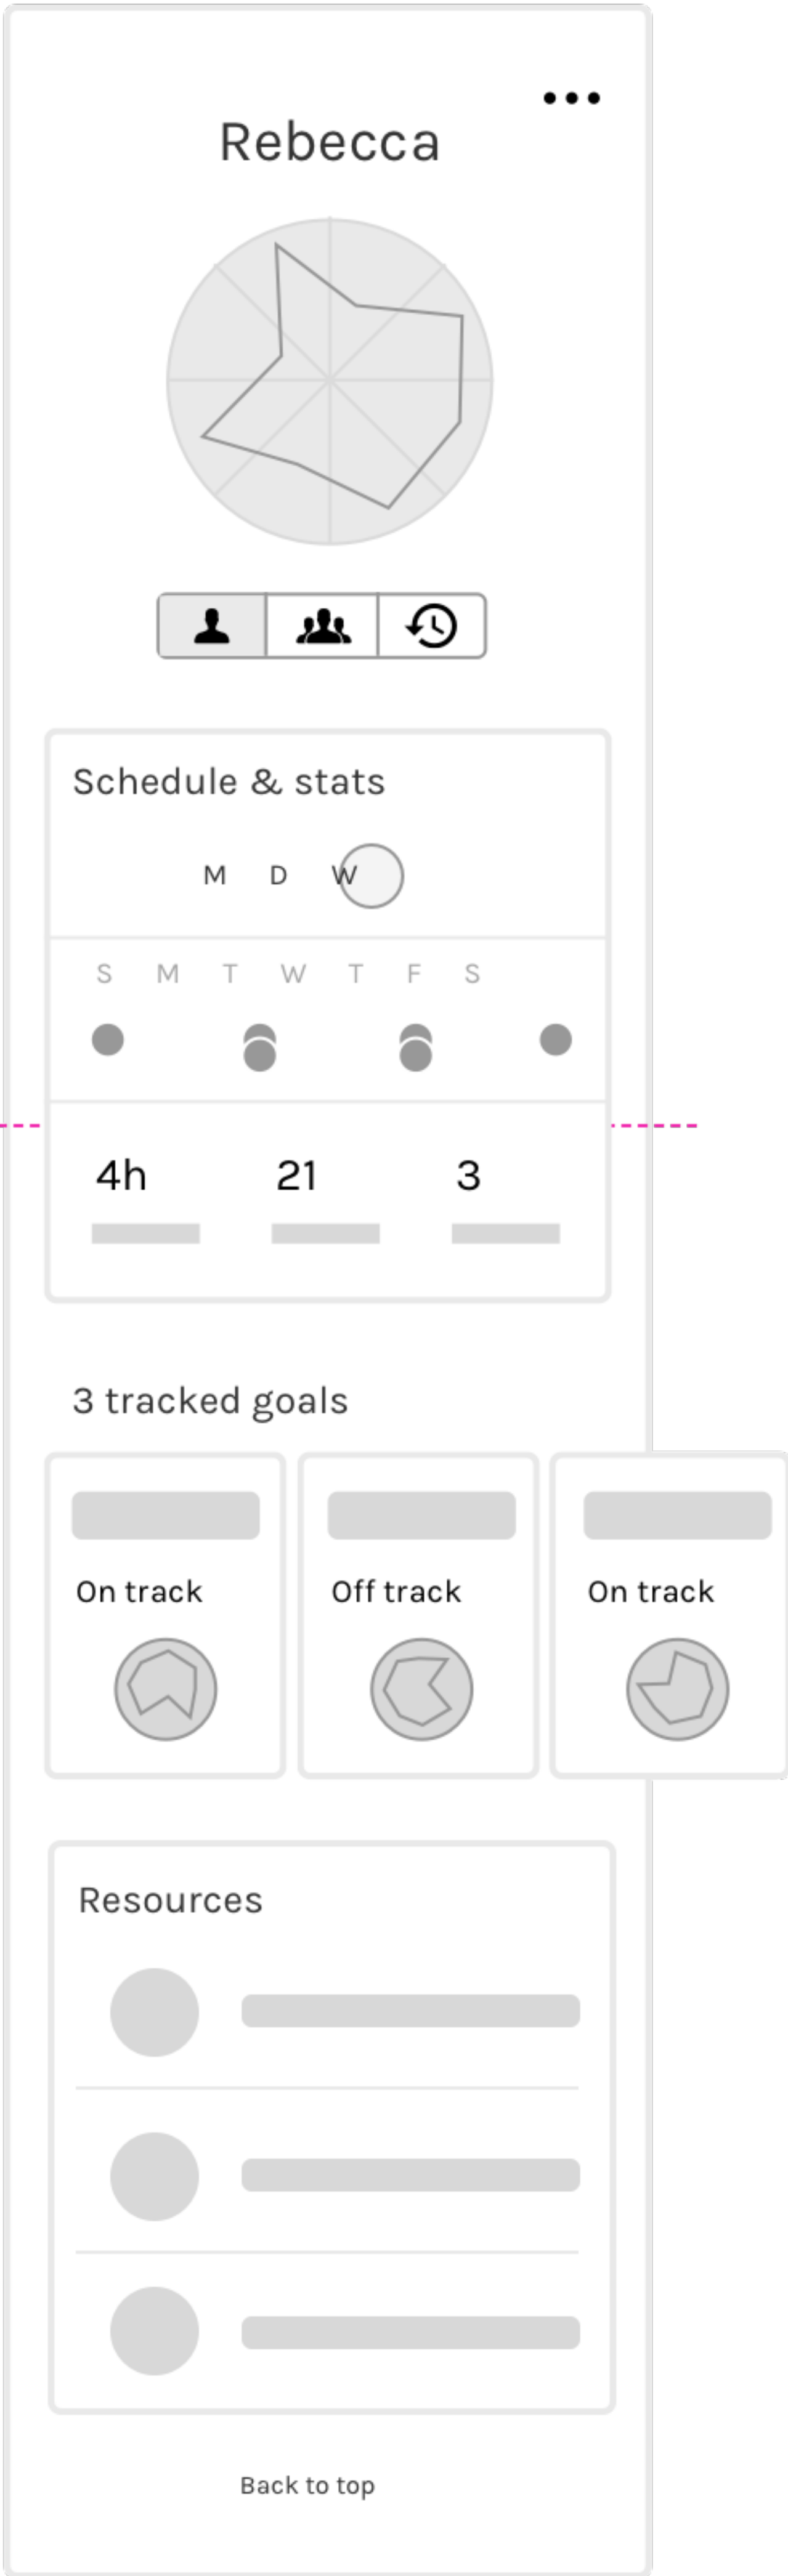 Rebecca
Schedule & stats
M D W
S M T W T F S
4h 21 3
3 tracked goals
On track Off track On track
Resources
Back to top